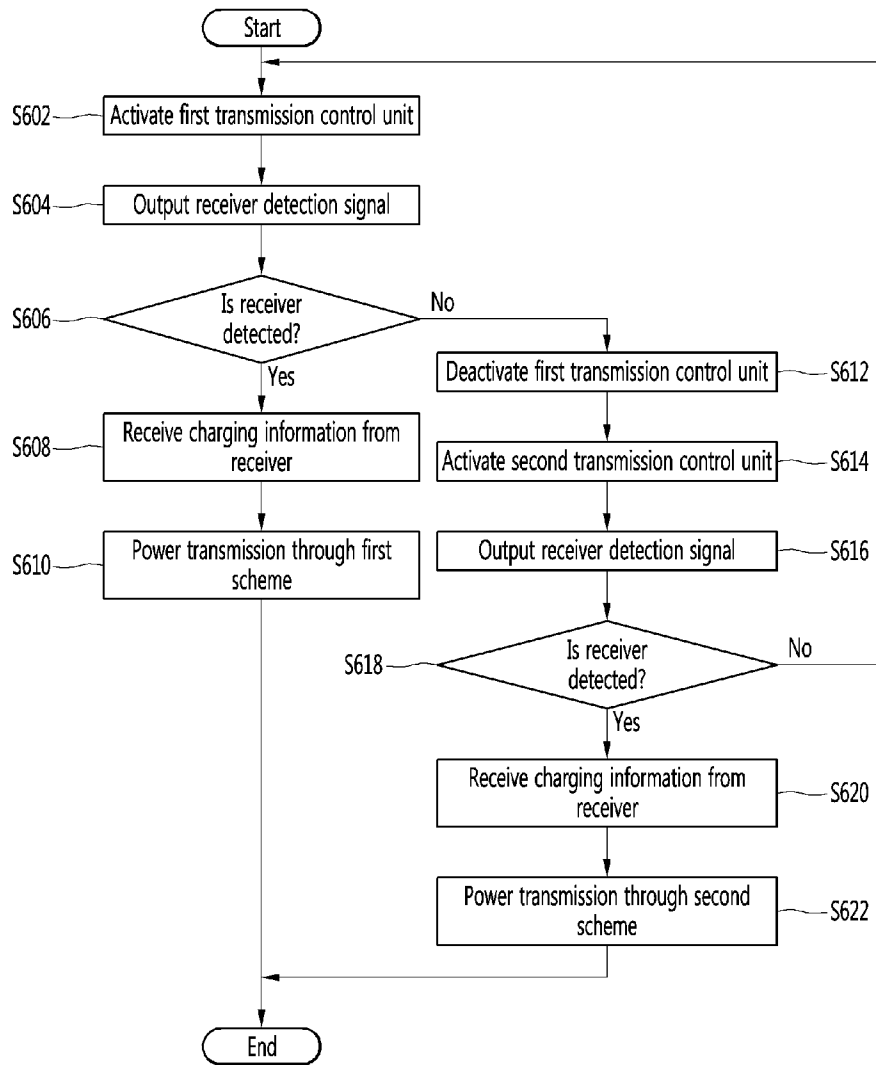 Start
S602
Activate first transmission control unit
S604
Output receiver detection signal
S606
Is receiver
detected?
No
Yes
Deactivate first transmission control unit
S612
S608
Receive charging information from
receiver
Activate second transmission control unit
S614
S610
Power transmission through first
scheme
Output receiver detection signal
S616
S618
Is receiver
detected?
No
Yes
Receive charging information from
receiver
S620
Power transmission through second
scheme
S622
End